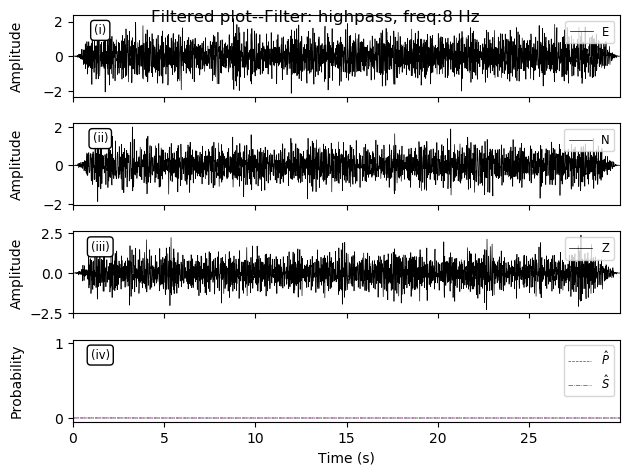 Filtered plot--Filter: highpass, freq:8 Hz
Amplitude
2
0
−2
(i)
E
Amplitude
2
0
−2
(ii)
N
Amplitude
2.5
0.0
−2.5
(iii)
Z
Probability
1
0
(iv)
P̂
Ŝ
0 5 10 15 20 25
Time (s)